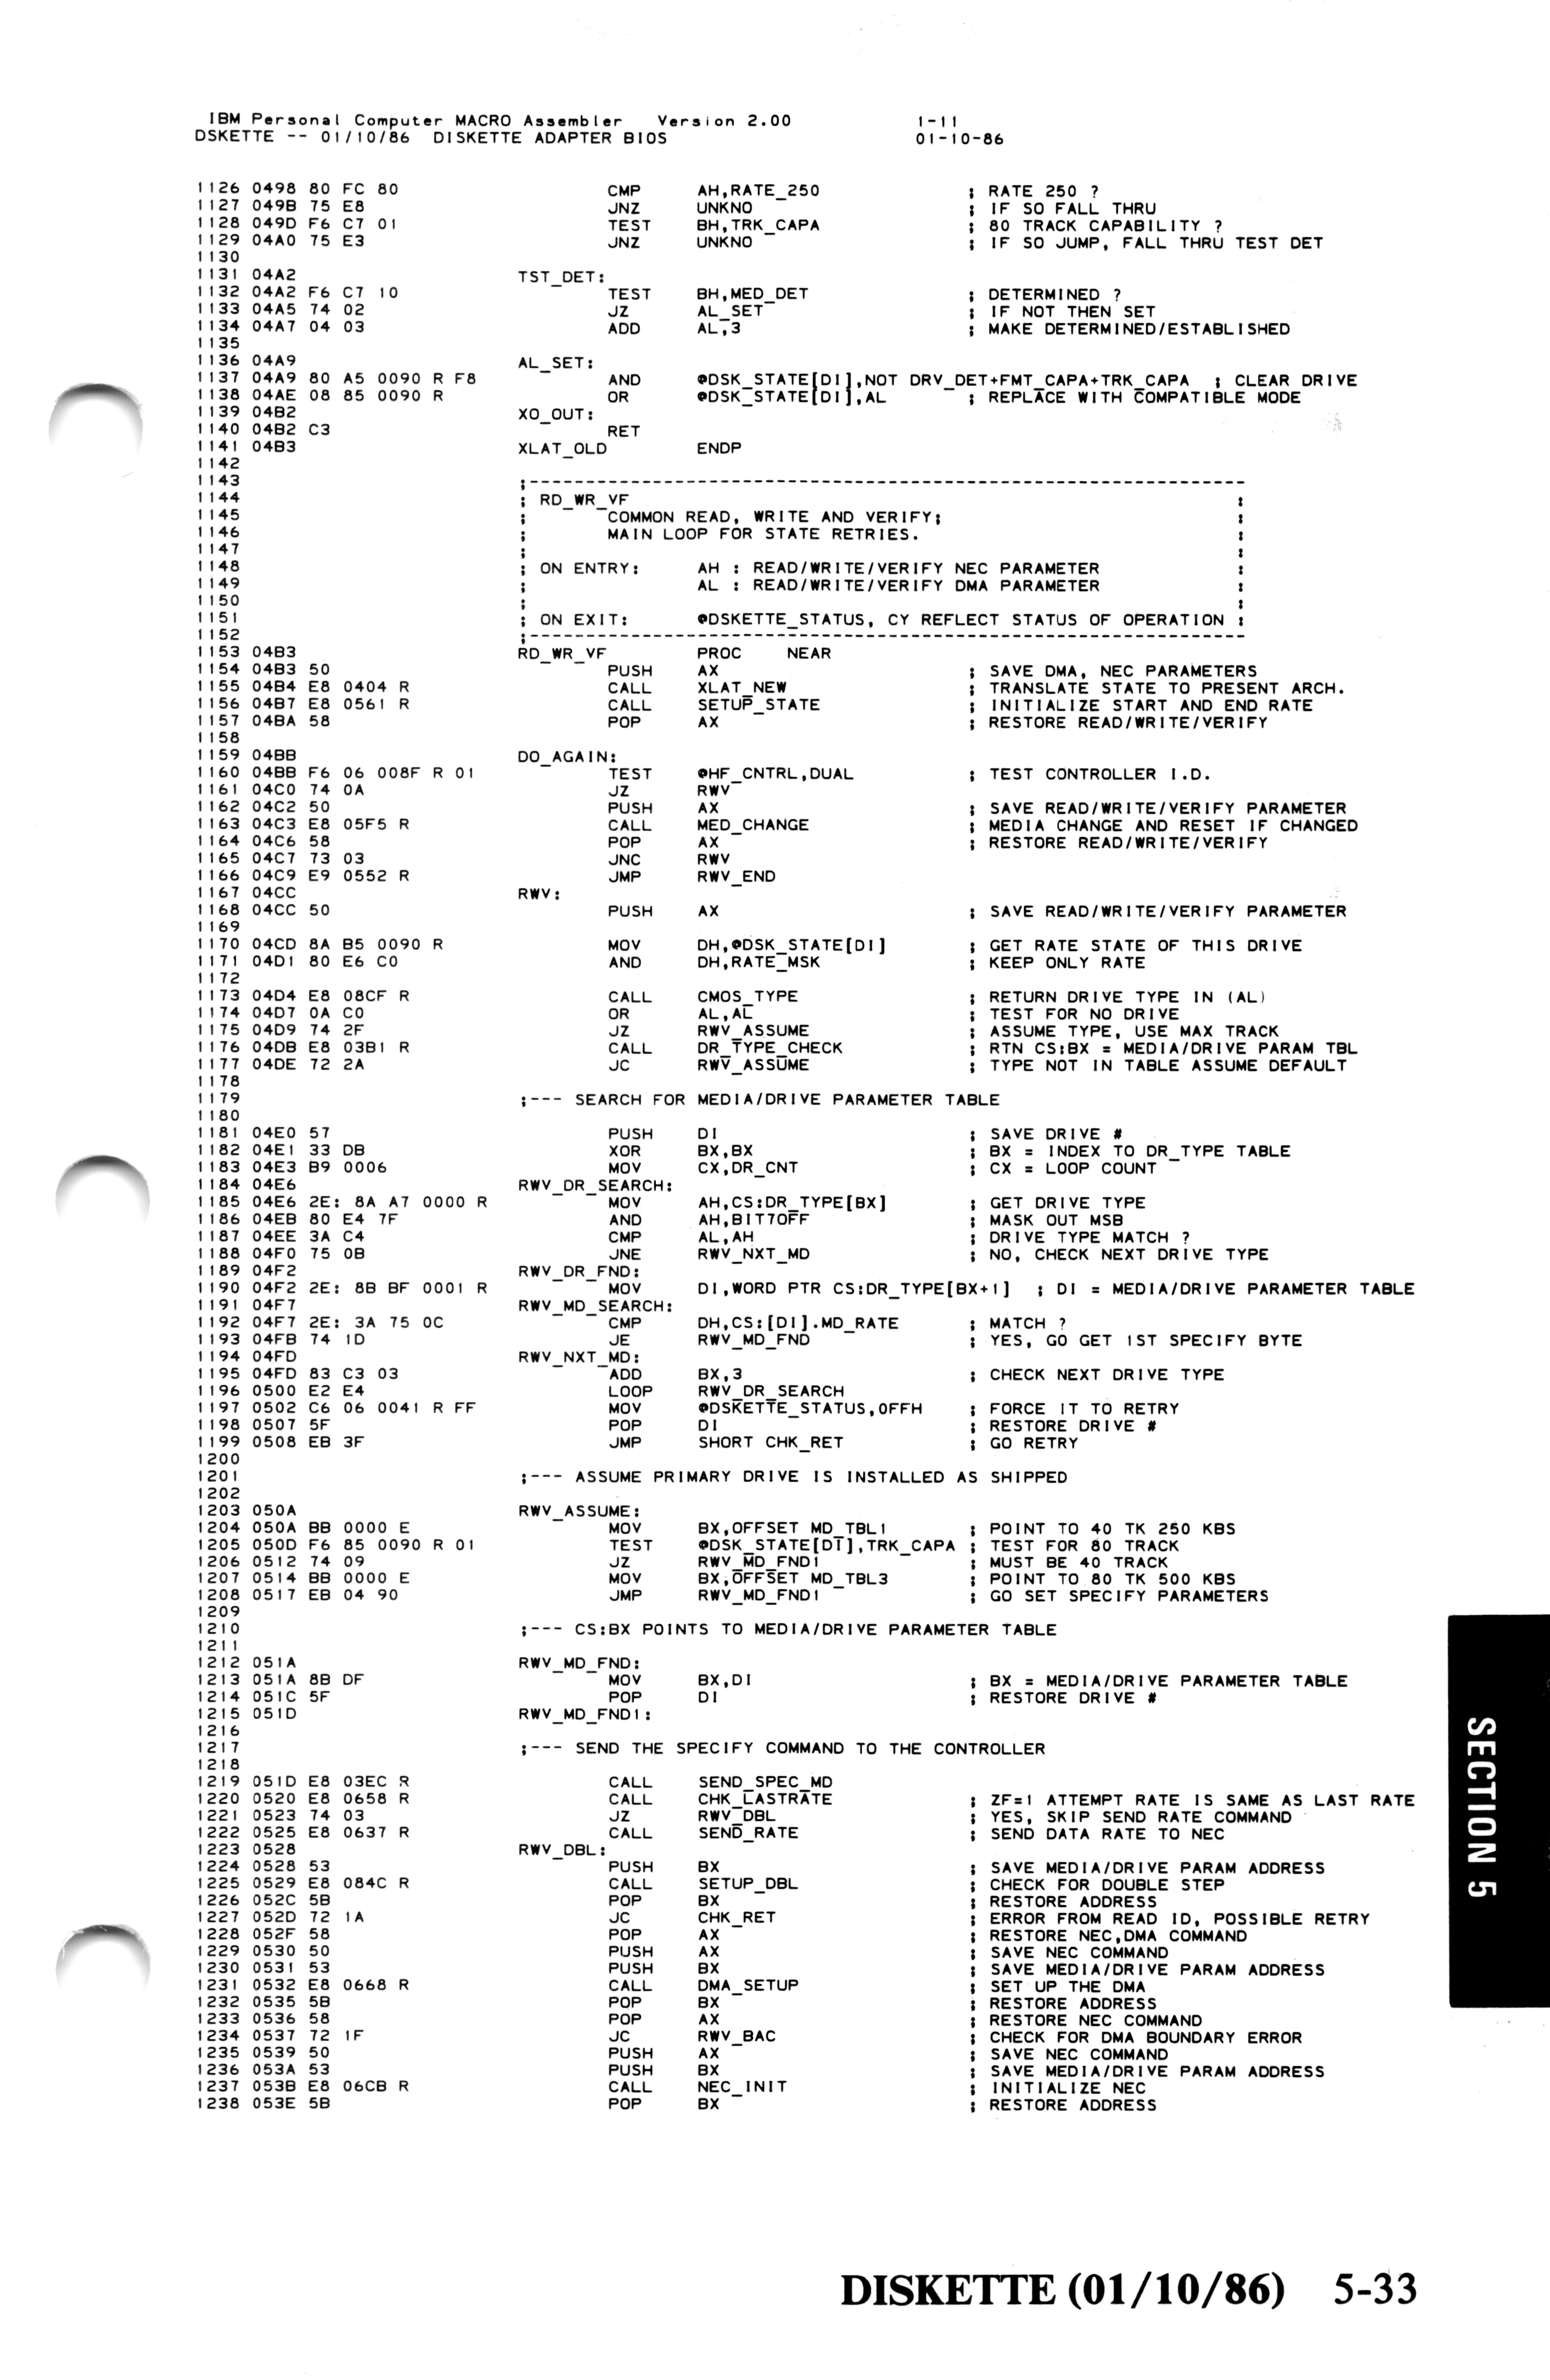 IBM Personal Computer MACRO Assembler   Version 2.00              1-11
DSKETTE -- 01/10/86  DISKETTE ADAPTER BIOS                            01-10-86
1126 0498 80 FC 80                    CMP     AH,RATE_250             ; RATE 250 ?
1127 049B 75 E8                       JNZ     UNKNO                   ; IF SO FALL THRU
1128 049D F6 C7 01                    TEST    BH,TRK_CAPA             ; 80 TRACK CAPABILITY ?
1129 04A0 75 E3                       JNZ     UNKNO                   ; IF SO JUMP, FALL THRU TEST DET
1130
1131 04A2                     TST_DET:
1132 04A2 F6 C7 10                    TEST    BH,MED_DET              ; DETERMINED ?
1133 04A5 74 02                       JZ      AL_SET                  ; IF NOT THEN SET
1134 04A7 04 03                       ADD     AL,3                    ; MAKE DETERMINED/ESTABLISHED
1135
1136 04A9                     AL_SET:
1137 04A9 80 A5 0090 R F8             AND     @DSK_STATE[DI],NOT DRV_DET+FMT_CAPA+TRK_CAPA  ; CLEAR DRIVE
1138 04AE 08 85 0090 R                OR      @DSK_STATE[DI],AL       ; REPLACE WITH COMPATIBLE MODE
1139 04B2                     XO_OUT:
1140 04B2 C3                          RET
1141 04B3                     XLAT_OLD        ENDP
1142
1143                          ;----------------------------------------------------------------
1144                          ; RD_WR_VF                                                       :
1145                          ;       COMMON READ, WRITE AND VERIFY;                           :
1146                          ;       MAIN LOOP FOR STATE RETRIES.                             :
1147                          ;                                                                :
1148                          ; ON ENTRY:     AH : READ/WRITE/VERIFY NEC PARAMETER             :
1149                          ;               AL : READ/WRITE/VERIFY DMA PARAMETER             :
1150                          ;                                                                :
1151                          ; ON EXIT:      @DSKETTE_STATUS, CY REFLECT STATUS OF OPERATION :
1152                          ;----------------------------------------------------------------
1153 04B3                     RD_WR_VF        PROC    NEAR
1154 04B3 50                          PUSH    AX                      ; SAVE DMA, NEC PARAMETERS
1155 04B4 E8 0404 R                   CALL    XLAT_NEW                ; TRANSLATE STATE TO PRESENT ARCH.
1156 04B7 E8 0561 R                   CALL    SETUP_STATE             ; INITIALIZE START AND END RATE
1157 04BA 58                          POP     AX                      ; RESTORE READ/WRITE/VERIFY
1158
1159 04BB                     DO_AGAIN:
1160 04BB F6 06 008F R 01             TEST    @HF_CNTRL,DUAL          ; TEST CONTROLLER I.D.
1161 04C0 74 0A                       JZ      RWV
1162 04C2 50                          PUSH    AX                      ; SAVE READ/WRITE/VERIFY PARAMETER
1163 04C3 E8 05F5 R                   CALL    MED_CHANGE              ; MEDIA CHANGE AND RESET IF CHANGED
1164 04C6 58                          POP     AX                      ; RESTORE READ/WRITE/VERIFY
1165 04C7 73 03                       JNC     RWV
1166 04C9 E9 0552 R                   JMP     RWV_END
1167 04CC                     RWV:
1168 04CC 50                          PUSH    AX                      ; SAVE READ/WRITE/VERIFY PARAMETER
1169
1170 04CD 8A B5 0090 R                MOV     DH,@DSK_STATE[DI]       ; GET RATE STATE OF THIS DRIVE
1171 04D1 80 E6 C0                    AND     DH,RATE_MSK             ; KEEP ONLY RATE
1172
1173 04D4 E8 08CF R                   CALL    CMOS_TYPE               ; RETURN DRIVE TYPE IN (AL)
1174 04D7 0A C0                       OR      AL,AL                   ; TEST FOR NO DRIVE
1175 04D9 74 2F                       JZ      RWV_ASSUME              ; ASSUME TYPE, USE MAX TRACK
1176 04DB E8 03B1 R                   CALL    DR_TYPE_CHECK           ; RTN CS:BX = MEDIA/DRIVE PARAM TBL
1177 04DE 72 2A                       JC      RWV_ASSUME              ; TYPE NOT IN TABLE ASSUME DEFAULT
1178
1179                          ;--- SEARCH FOR MEDIA/DRIVE PARAMETER TABLE
1180
1181 04E0 57                          PUSH    DI                      ; SAVE DRIVE #
1182 04E1 33 DB                       XOR     BX,BX                   ; BX = INDEX TO DR_TYPE TABLE
1183 04E3 B9 0006                     MOV     CX,DR_CNT               ; CX = LOOP COUNT
1184 04E6                     RWV_DR_SEARCH:
1185 04E6 2E: 8A A7 0000 R            MOV     AH,CS:DR_TYPE[BX]       ; GET DRIVE TYPE
1186 04EB 80 E4 7F                    AND     AH,BIT7OFF              ; MASK OUT MSB
1187 04EE 3A C4                       CMP     AL,AH                   ; DRIVE TYPE MATCH ?
1188 04F0 75 0B                       JNE     RWV_NXT_MD              ; NO, CHECK NEXT DRIVE TYPE
1189 04F2                     RWV_DR_FND:
1190 04F2 2E: 8B BF 0001 R            MOV     DI,WORD PTR CS:DR_TYPE[BX+1]  ; DI = MEDIA/DRIVE PARAMETER TABLE
1191 04F7                     RWV_MD_SEARCH:
1192 04F7 2E: 3A 75 0C                CMP     DH,CS:[DI].MD_RATE      ; MATCH ?
1193 04FB 74 1D                       JE      RWV_MD_FND              ; YES, GO GET 1ST SPECIFY BYTE
1194 04FD                     RWV_NXT_MD:
1195 04FD 83 C3 03                    ADD     BX,3                    ; CHECK NEXT DRIVE TYPE
1196 0500 E2 E4                       LOOP    RWV_DR_SEARCH
1197 0502 C6 06 0041 R FF             MOV     @DSKETTE_STATUS,0FFH    ; FORCE IT TO RETRY
1198 0507 5F                          POP     DI                      ; RESTORE DRIVE #
1199 0508 EB 3F                       JMP     SHORT CHK_RET           ; GO RETRY
1200
1201                          ;--- ASSUME PRIMARY DRIVE IS INSTALLED AS SHIPPED
1202
1203 050A                     RWV_ASSUME:
1204 050A BB 0000 E                   MOV     BX,OFFSET MD_TBL1       ; POINT TO 40 TK 250 KBS
1205 050D F6 85 0090 R 01             TEST    @DSK_STATE[DI],TRK_CAPA ; TEST FOR 80 TRACK
1206 0512 74 09                       JZ      RWV_MD_FND1             ; MUST BE 40 TRACK
1207 0514 BB 0000 E                   MOV     BX,OFFSET MD_TBL3       ; POINT TO 80 TK 500 KBS
1208 0517 EB 04 90                    JMP     RWV_MD_FND1             ; GO SET SPECIFY PARAMETERS
1209
1210                          ;--- CS:BX POINTS TO MEDIA/DRIVE PARAMETER TABLE
1211
1212 051A                     RWV_MD_FND:
1213 051A 8B DF                       MOV     BX,DI                   ; BX = MEDIA/DRIVE PARAMETER TABLE
1214 051C 5F                          POP     DI                      ; RESTORE DRIVE #
1215 051D                     RWV_MD_FND1:
1216
1217                          ;--- SEND THE SPECIFY COMMAND TO THE CONTROLLER
1218
1219 051D E8 03EC R                   CALL    SEND_SPEC_MD
1220 0520 E8 0658 R                   CALL    CHK_LASTRATE            ; ZF=1 ATTEMPT RATE IS SAME AS LAST RATE
1221 0523 74 03                       JZ      RWV_DBL                 ; YES, SKIP SEND RATE COMMAND
1222 0525 E8 0637 R                   CALL    SEND_RATE               ; SEND DATA RATE TO NEC
1223 0528                     RWV_DBL:
1224 0528 53                          PUSH    BX                      ; SAVE MEDIA/DRIVE PARAM ADDRESS
1225 0529 E8 084C R                   CALL    SETUP_DBL               ; CHECK FOR DOUBLE STEP
1226 052C 5B                          POP     BX                      ; RESTORE ADDRESS
1227 052D 72 1A                       JC      CHK_RET                 ; ERROR FROM READ ID, POSSIBLE RETRY
1228 052F 58                          POP     AX                      ; RESTORE NEC,DMA COMMAND
1229 0530 50                          PUSH    AX                      ; SAVE NEC COMMAND
1230 0531 53                          PUSH    BX                      ; SAVE MEDIA/DRIVE PARAM ADDRESS
1231 0532 E8 0668 R                   CALL    DMA_SETUP               ; SET UP THE DMA
1232 0535 5B                          POP     BX                      ; RESTORE ADDRESS
1233 0536 58                          POP     AX                      ; RESTORE NEC COMMAND
1234 0537 72 1F                       JC      RWV_BAC                 ; CHECK FOR DMA BOUNDARY ERROR
1235 0539 50                          PUSH    AX                      ; SAVE NEC COMMAND
1236 053A 53                          PUSH    BX                      ; SAVE MEDIA/DRIVE PARAM ADDRESS
1237 053B E8 06CB R                   CALL    NEC_INIT                ; INITIALIZE NEC
1238 053E 5B                          POP     BX                      ; RESTORE ADDRESS
SECTION 5
DISKETTE (01/10/86)   5-33